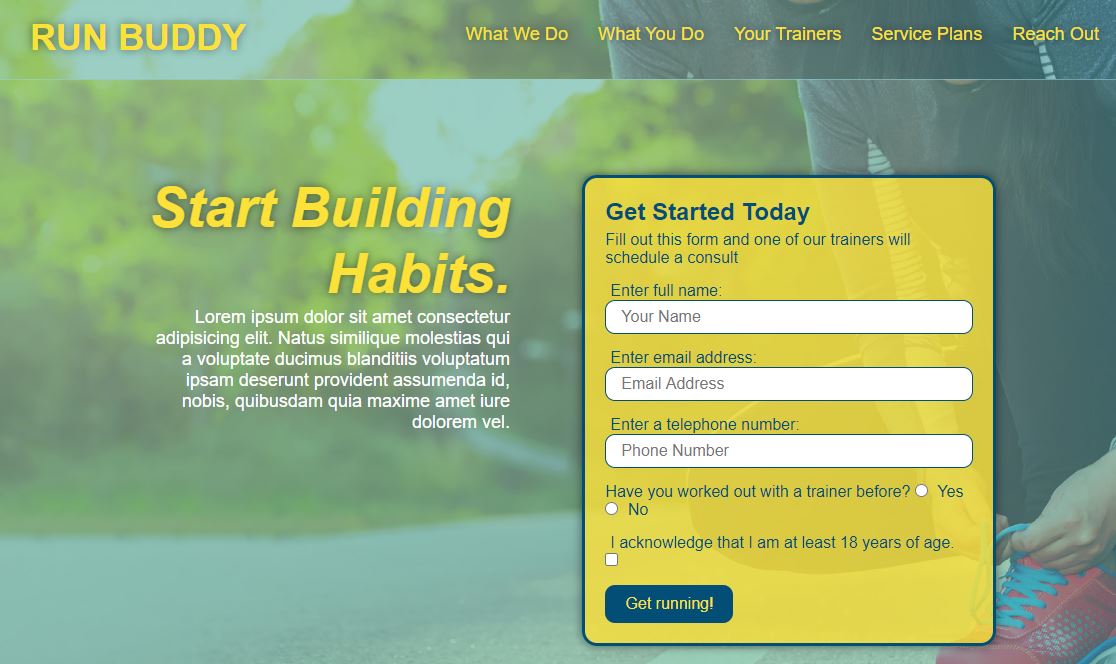 RUN BUDDY
What We Do What You Do Your Trainers Service Plans Reach Out
Start Building
Habits.
Lorem ipsum dolor sit amet consectetur
adipisicing elit. Natus similique molestias qui
a voluptate ducimus blanditiis voluptatum
ipsam deserunt provident assumenda id,
nobis, quibusdam quia maxime amet iure
dolorem vel.
Get Started Today
Fill out this form and one of our trainers will
schedule a consult
Enter full name:
Your Name
Enter email address:
Email Address
Enter a telephone number:
Phone Number
Have you worked out with a trainer before? Yes
No
I acknowledge that I am at least 18 years of age.
Get running!